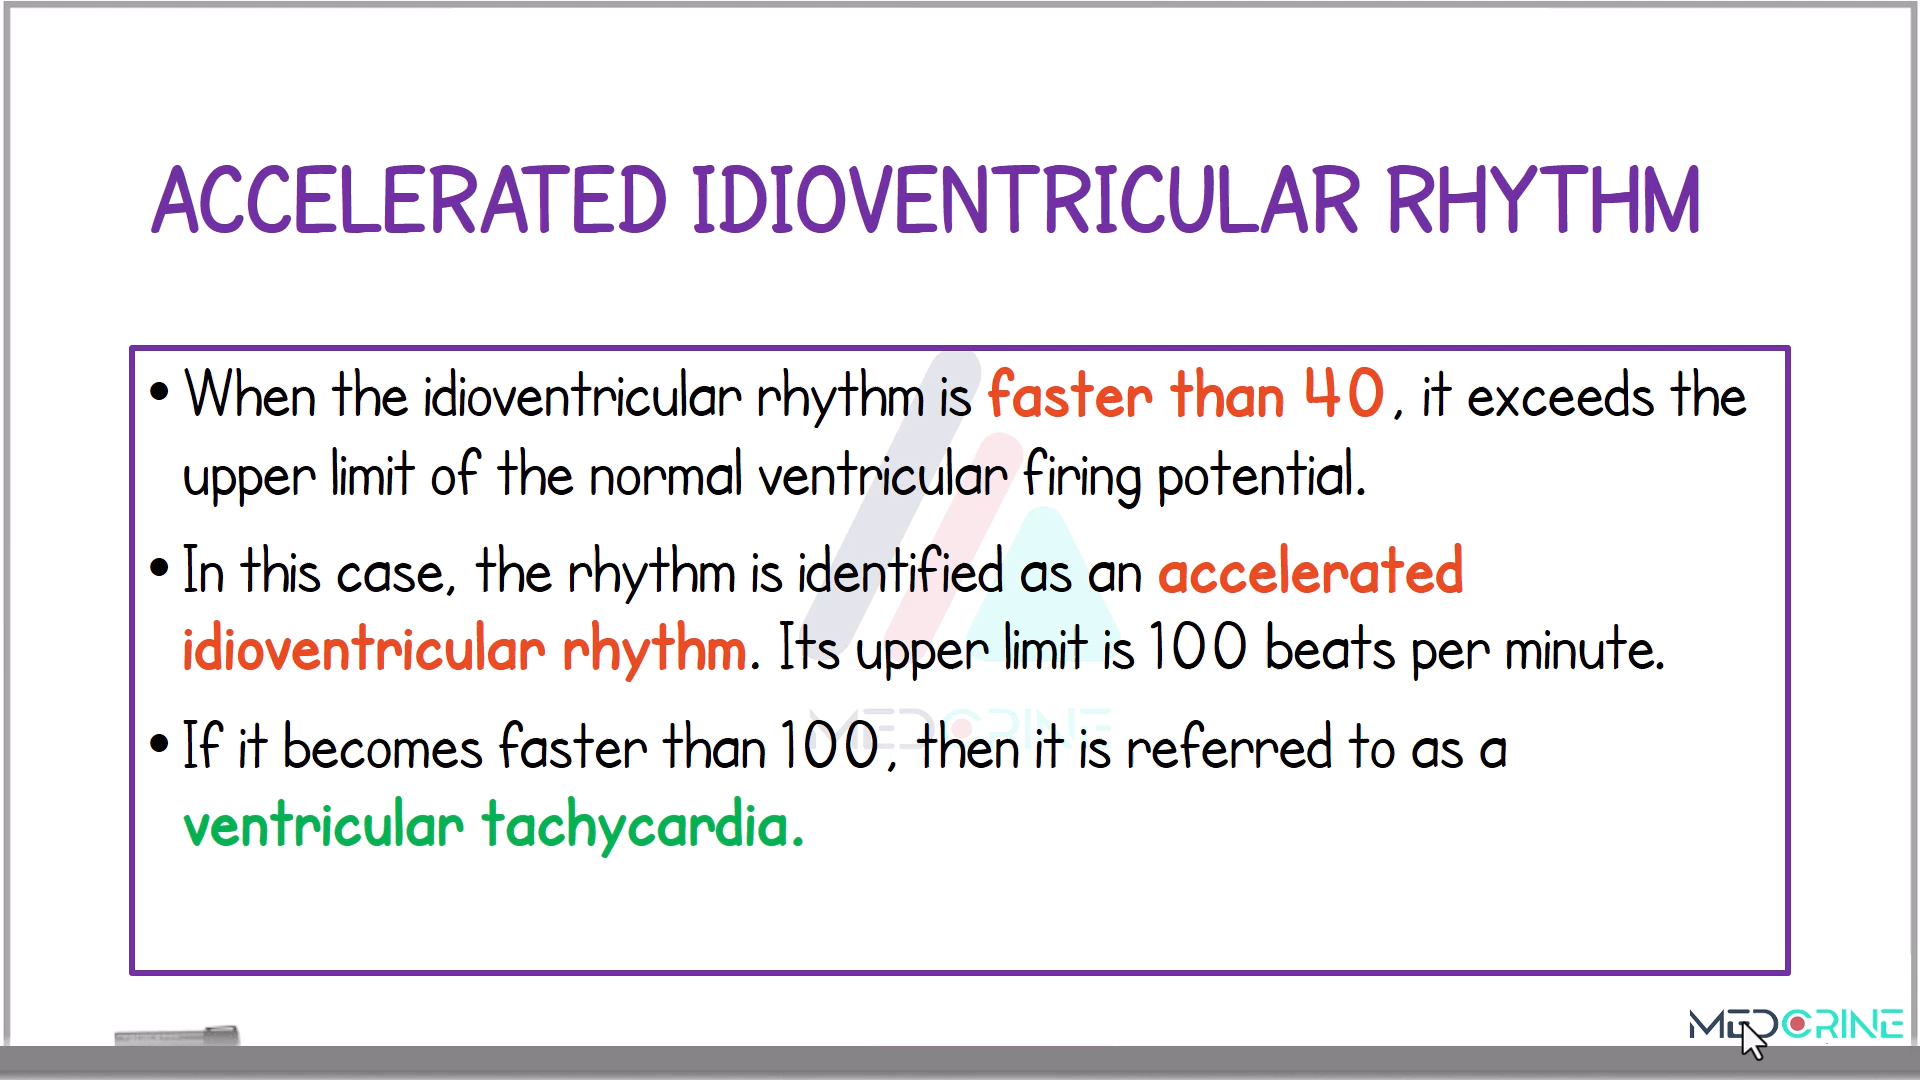 ACCELERATED IDIOVENTRICULAR RHYTHM
• When the idioventricular rhythm is faster than 40, it exceeds the
upper limit of the normal ventricular firing potential.
• In this case, the rhythm is identified as an accelerated
idioventricular rhythm. Its upper limit is 100 beats per minute.
MEDCRINE
• If it becomes faster than 100, then it is referred to as a
ventricular tachycardia.
MEDCRINE